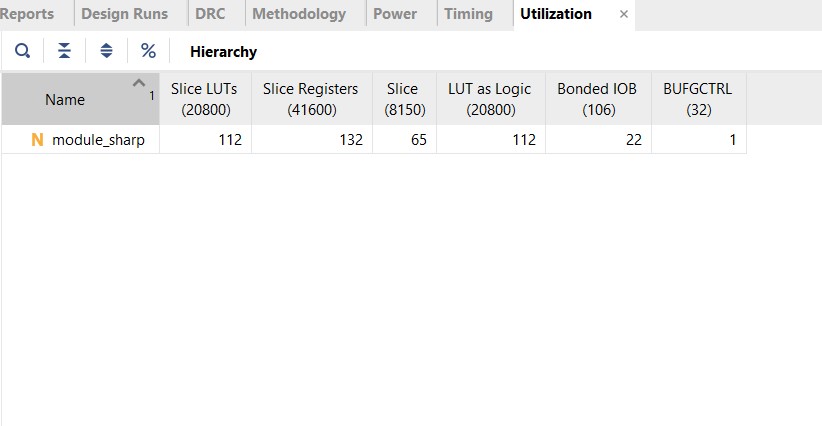 Reports Design Runs DRC Methodology Power Timing Utilization ×
% Hierarchy
Name 1 Slice LUTs (20800) Slice Registers (41600) Slice (8150) LUT as Logic (20800) Bonded IOB (106) BUFGCTRL (32)
N module_sharp 112 132 65 112 22 1